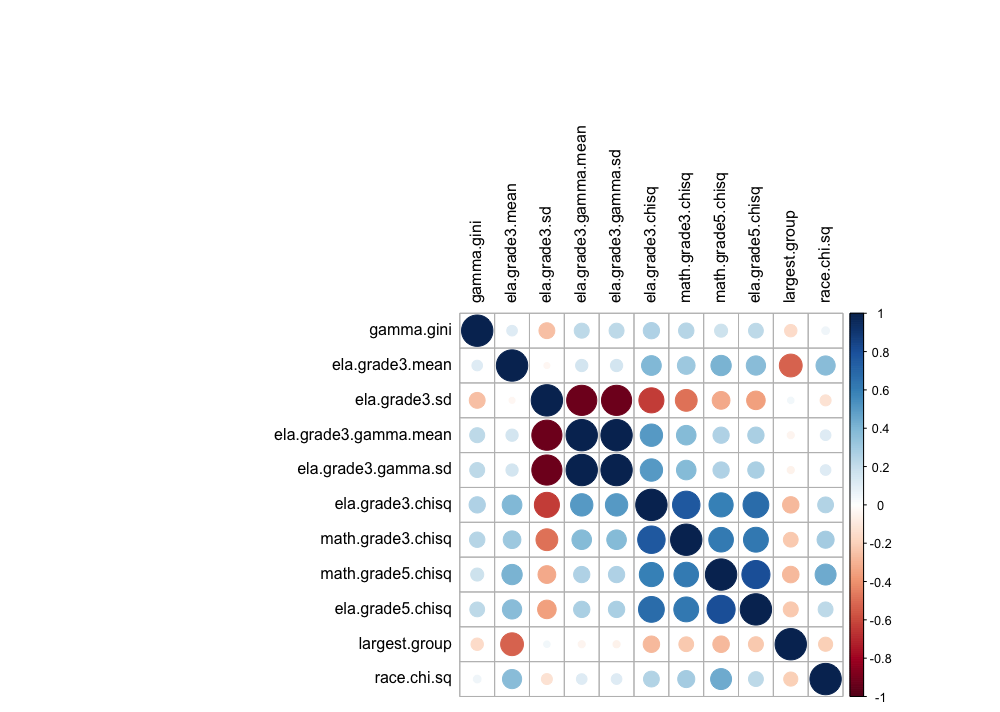 gamma.gini
ela.grade3.mean
ela.grade3.sd
ela.grade3.gamma.mean
ela.grade3.gamma.sd
ela.grade3.chisq
math.grade3.chisq
math.grade5.chisq
ela.grade5.chisq
largest.group
race.chi.sq
gamma.gini
ela.grade3.mean
ela.grade3.sd
ela.grade3.gamma.mean
ela.grade3.gamma.sd
ela.grade3.chisq
math.grade3.chisq
math.grade5.chisq
ela.grade5.chisq
largest.group
race.chi.sq
1
0.8
0.6
0.4
0.2
0
-0.2
-0.4
-0.6
-0.8
-1